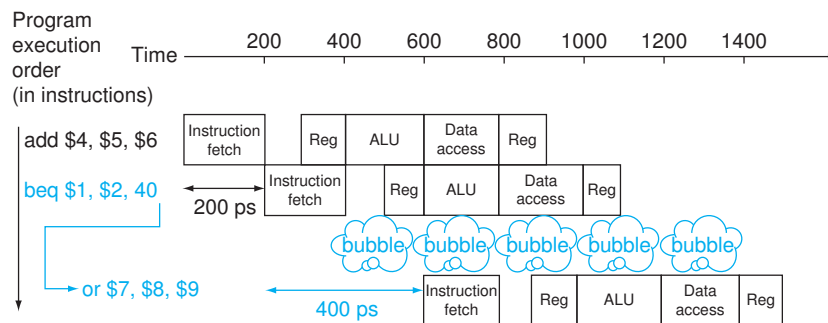 Program
execution
order
(in instructions)
Time
200 400 600 800 1000 1200 1400
add $4, $5, $6
Instruction
fetch
Reg
ALU
Data
access
Reg
beq $1, $2, 40
200 ps
Instruction
fetch
Reg
ALU
Data
access
Reg
bubble bubble bubble bubble bubble
or $7, $8, $9
400 ps
Instruction
fetch
Reg
ALU
Data
access
Reg